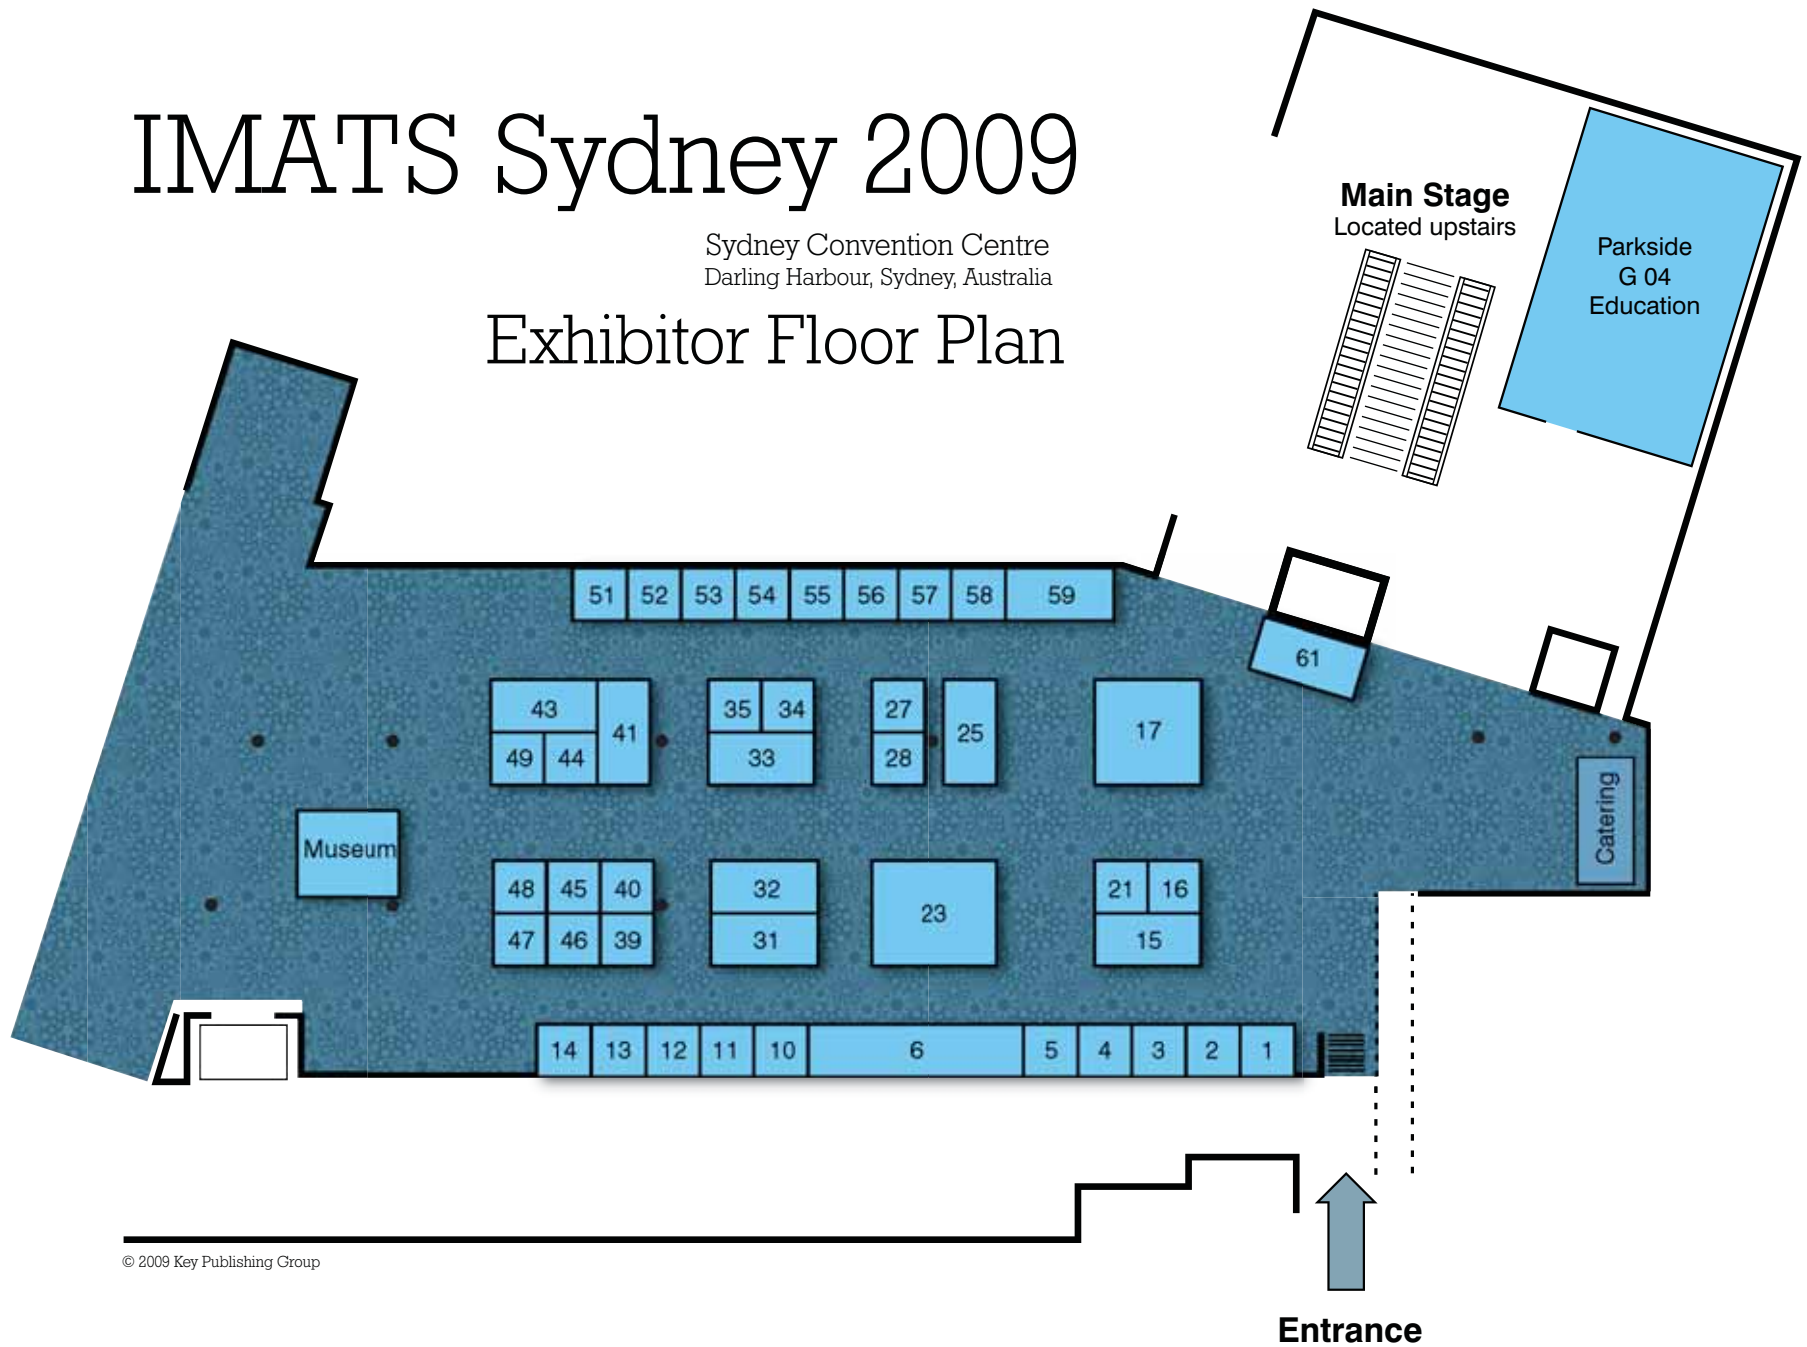 IMATS Sydney 2009
Sydney Convention Centre
Darling Harbour, Sydney, Australia
Exhibitor Floor Plan
Main Stage
Located upstairs
Parkside
G 04
Education
51 52 53 54 55 56 57 58 59
61
43 41 35 34 27 25 17
49 44 33 28
Catering
Museum
48 45 40 32 23 21 16
47 46 39 31 15
14 13 12 11 10 6 5 4 3 2 1
© 2009 Key Publishing Group
Entrance